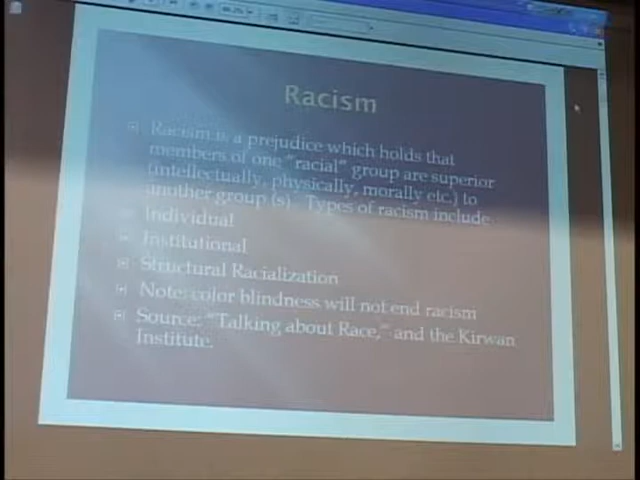 Racism
Racism is a prejudice which holds that
members of one "racial" group are superior
(intellectually, physically, morally etc.) to
another group (s). Types of racism include
Individual
Institutional
Structural Racialization
Note: color blindness will not end racism
Source: "Talking about Race," and the Kirwan
Institute.